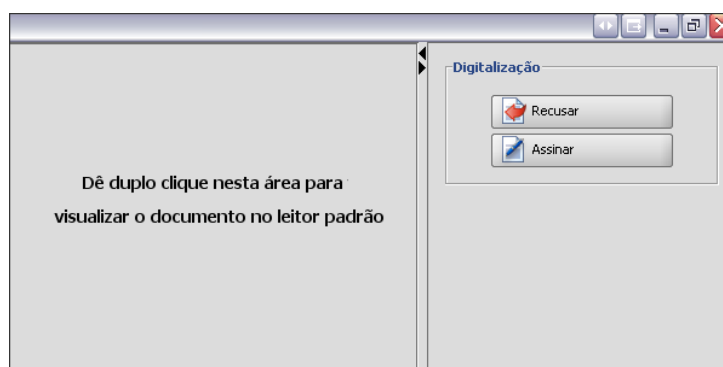 Digitalização
Recusar
Assinar
Dê duplo clique nesta área para
visualizar o documento no leitor padrão